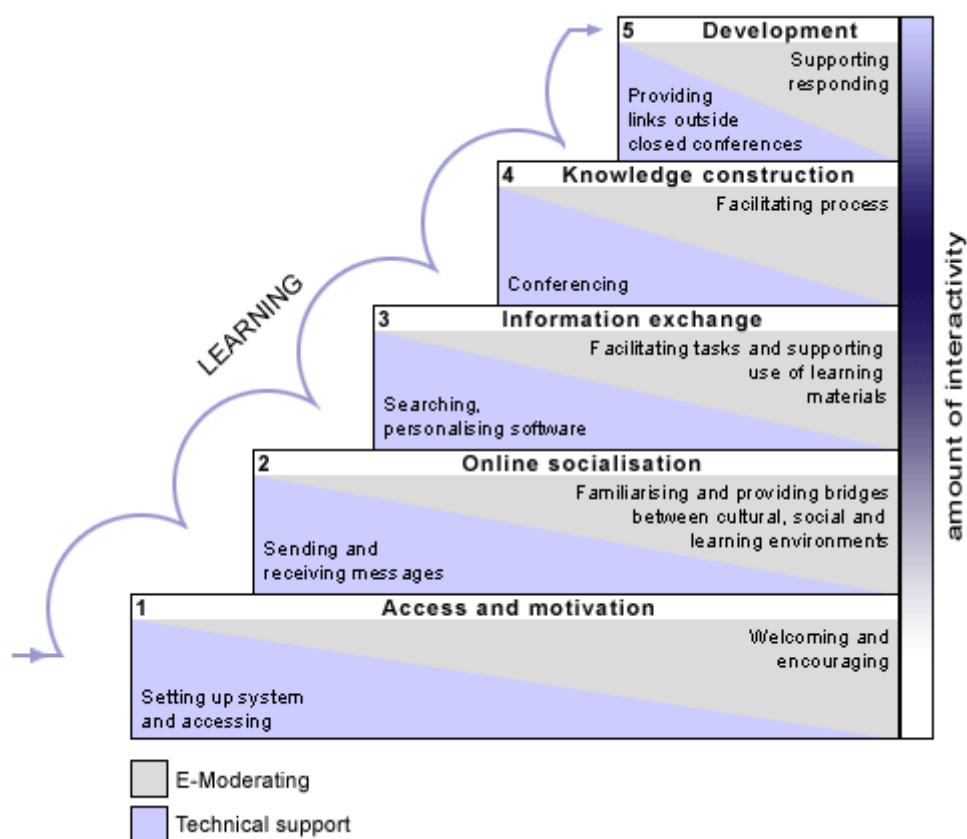 5 Development
Supporting
responding
Providing
links outside
closed conferences
4 Knowledge construction
Facilitating process
Conferencing
3 Information exchange
Facilitating tasks and supporting
use of learning
materials
Searching,
personalising software
2 Online socialisation
Familiarising and providing bridges
between cultural, social and
learning environments
Sending and
receiving messages
1 Access and motivation
Welcoming and
encouraging
Setting up system
and accessing
LEARNING
amount of interactivity
E-Moderating
Technical support